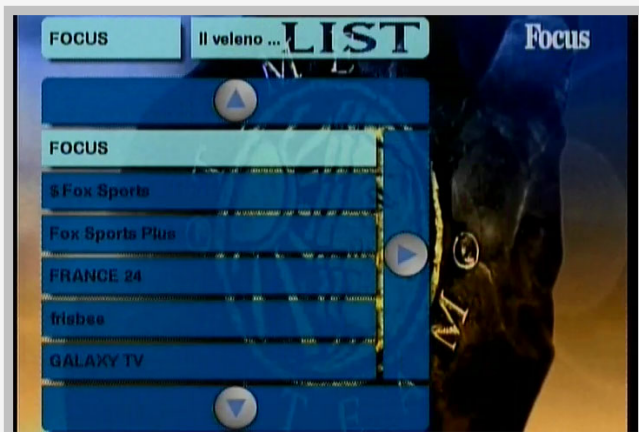 FOCUS
Il veleno ...
LIST
Focus
FOCUS
$ Fox Sports
Fox Sports Plus
FRANCE 24
frisbee
GALAXY TV